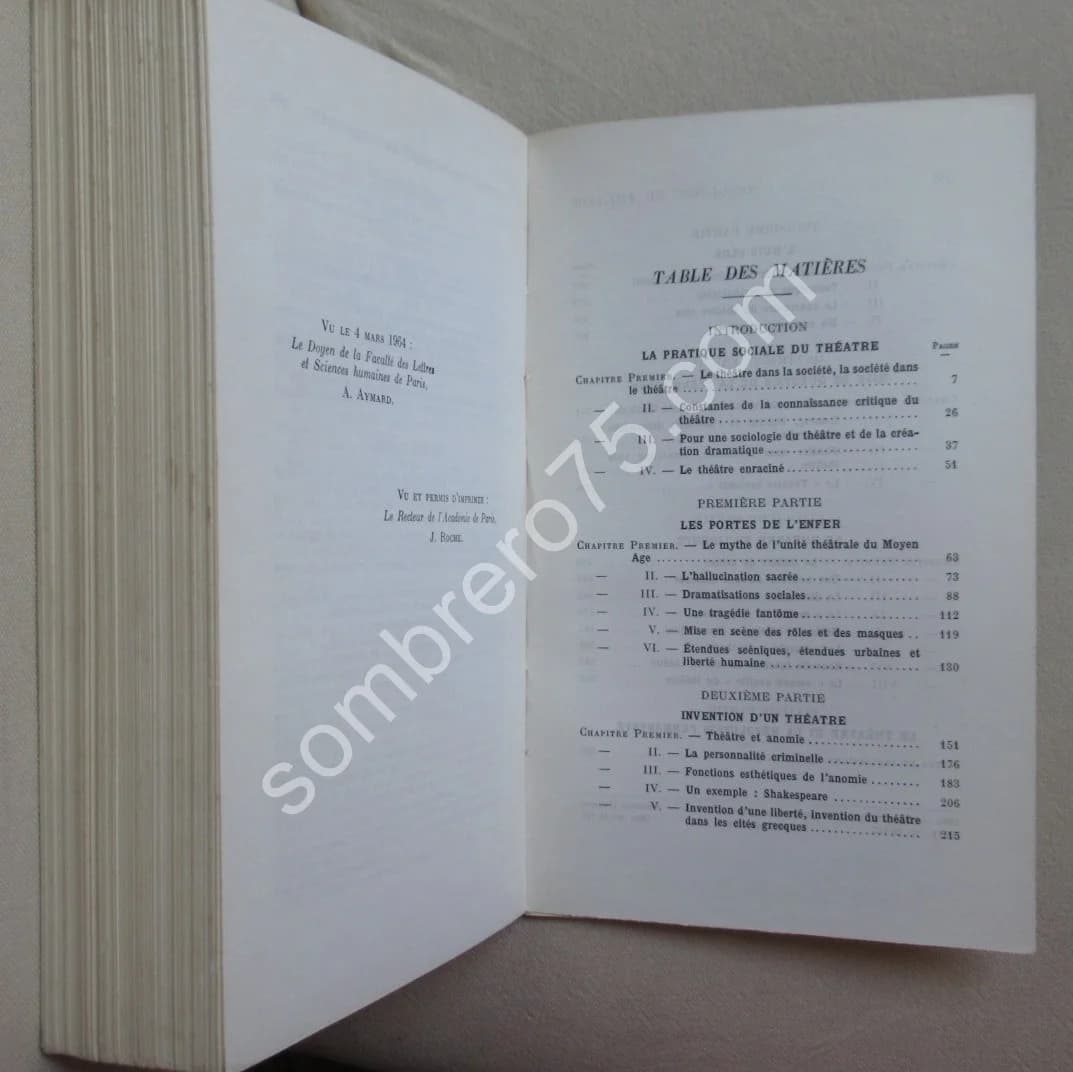 VU LE 4 MARS 1964 :
Le Doyen de la Faculté des Lettres
et Sciences humaines de Paris,
A. AYMARD.
VU ET PERMIS D'IMPRIMER :
Le Recteur de l'Académie de Paris,
J. ROCHE.
TABLE DES MATIÈRES
INTRODUCTION
LA PRATIQUE SOCIALE DU THÉATRE
PAGES
CHAPITRE PREMIER. — Le théâtre dans la société, la société dans
le théâtre ........ 7
— II. — Constantes de la connaissance critique du
théâtre ........ 26
— III. — Pour une sociologie du théâtre et de la créa-
tion dramatique ........ 37
— IV. — Le théâtre enraciné ........ 51
PREMIÈRE PARTIE
LES PORTES DE L'ENFER
CHAPITRE PREMIER. — Le mythe de l'unité théâtrale du Moyen
Age ........ 63
— II. — L'hallucination sacrée ........ 73
— III. — Dramatisations sociales ........ 88
— IV. — Une tragédie fantôme ........ 112
— V. — Mise en scène des rôles et des masques .. 119
— VI. — Étendues scéniques, étendues urbaines et
liberté humaine ........ 130
DEUXIÈME PARTIE
INVENTION D'UN THÉATRE
CHAPITRE PREMIER. — Théâtre et anomie ........ 151
— II. — La personnalité criminelle ........ 176
— III. — Fonctions esthétiques de l'anomie ........ 183
— IV. — Un exemple : Shakespeare ........ 206
— V. — Invention d'une liberté, invention du théâtre
dans les cités grecques ........ 215
sombrero75.com